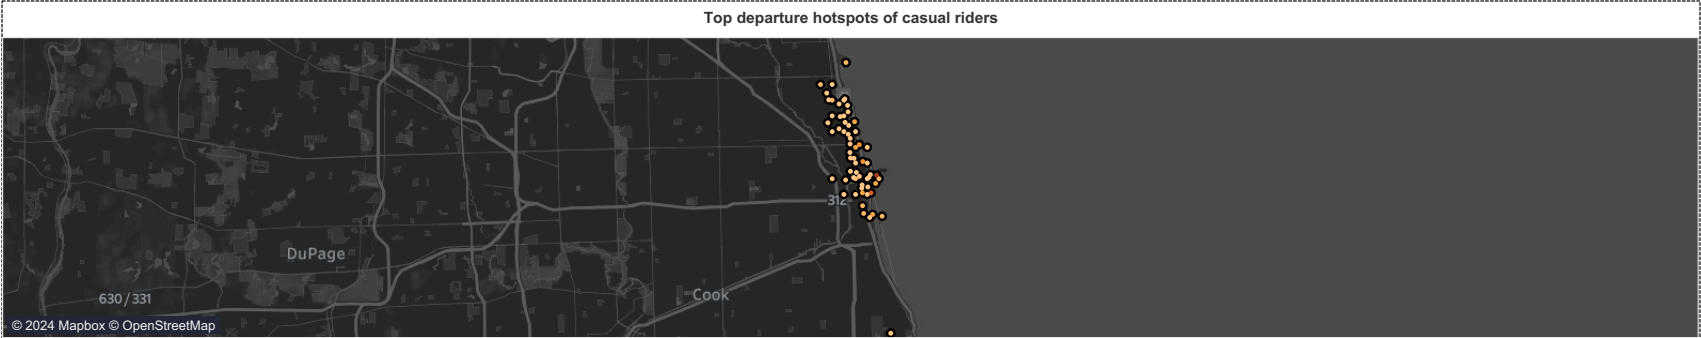 Top departure hotspots of casual riders
312
DuPage
Cook
630/331
© 2024 Mapbox © OpenStreetMap